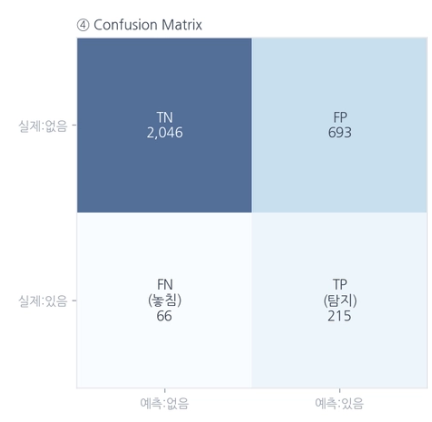 ④ Confusion Matrix
실제:없음
TN
2,046
FP
693
실제:있음
FN
(놓침)
66
TP
(탐지)
215
예측:없음
예측:있음